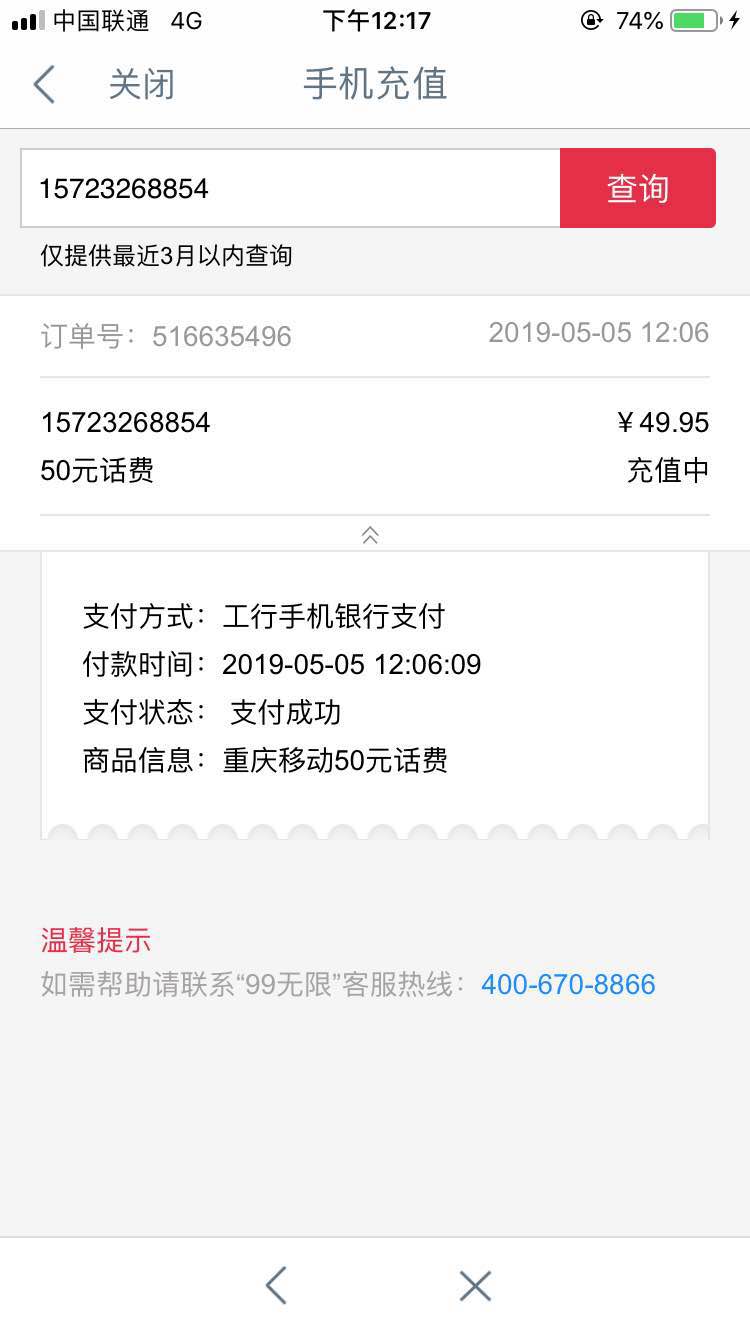 中国联通 4G 下午12:17 74%
关闭 手机充值
15723268854 查询
仅提供最近3月以内查询
订单号：516635496 2019-05-05 12:06
15723268854 ¥49.95
50元话费 充值中
支付方式：工行手机银行支付
付款时间：2019-05-05 12:06:09
支付状态： 支付成功
商品信息：重庆移动50元话费
温馨提示
如需帮助请联系“99无限”客服热线：400-670-8866